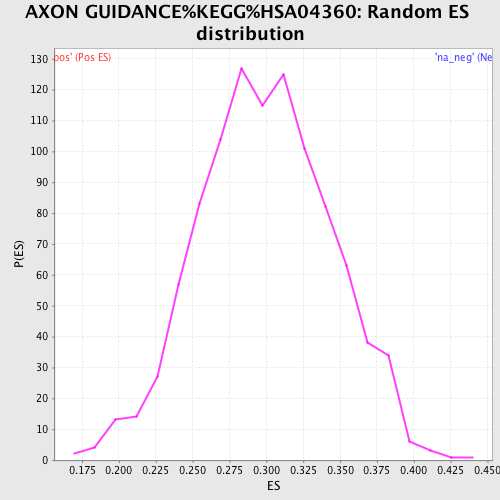 AXON GUIDANCE%KEGG%HSA04360: Random ES
distribution
pos' (Pos ES)
'na_neg' (Ne
130
120
110
100
90
80
70
60
50
40
30
20
10
0
P(ES)
0.175 0.200 0.225 0.250 0.275 0.300 0.325 0.350 0.375 0.400 0.425 0.450
ES